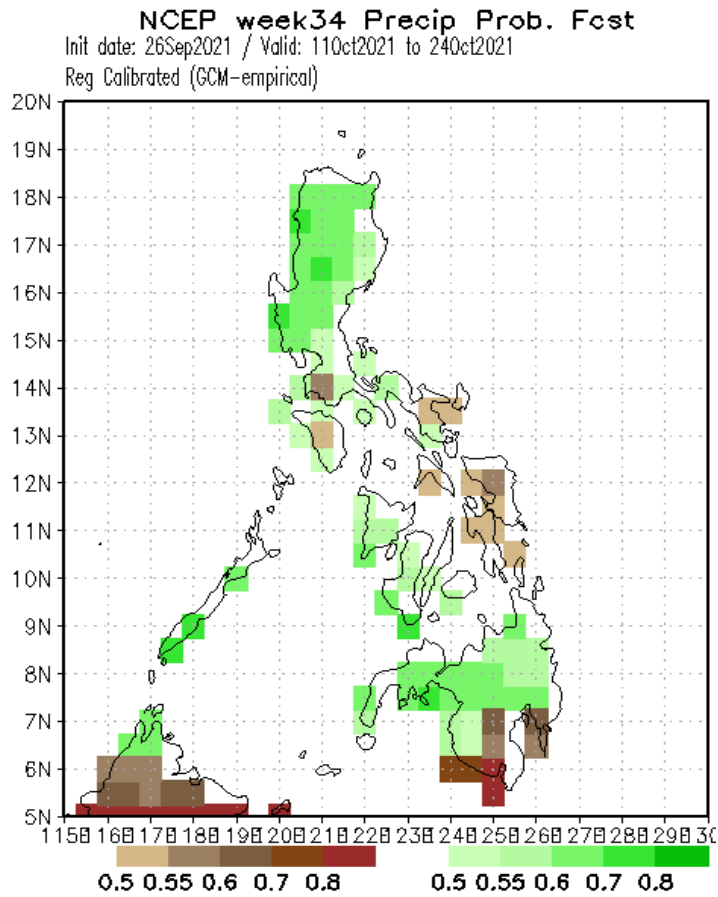 NCEP week34 Precip Prob. Fcst
Init date: 26Sep2021 / Valid: 11Oct2021 to 24Oct2021
Reg Calibrated (GCM-empirical)
20N
19N
18N
17N
16N
15N
14N
13N
12N
11N
10N
9N
8N
7N
6N
5N
0.5 0.55 0.6 0.7 0.8 0.5 0.55 0.6 0.7 0.8